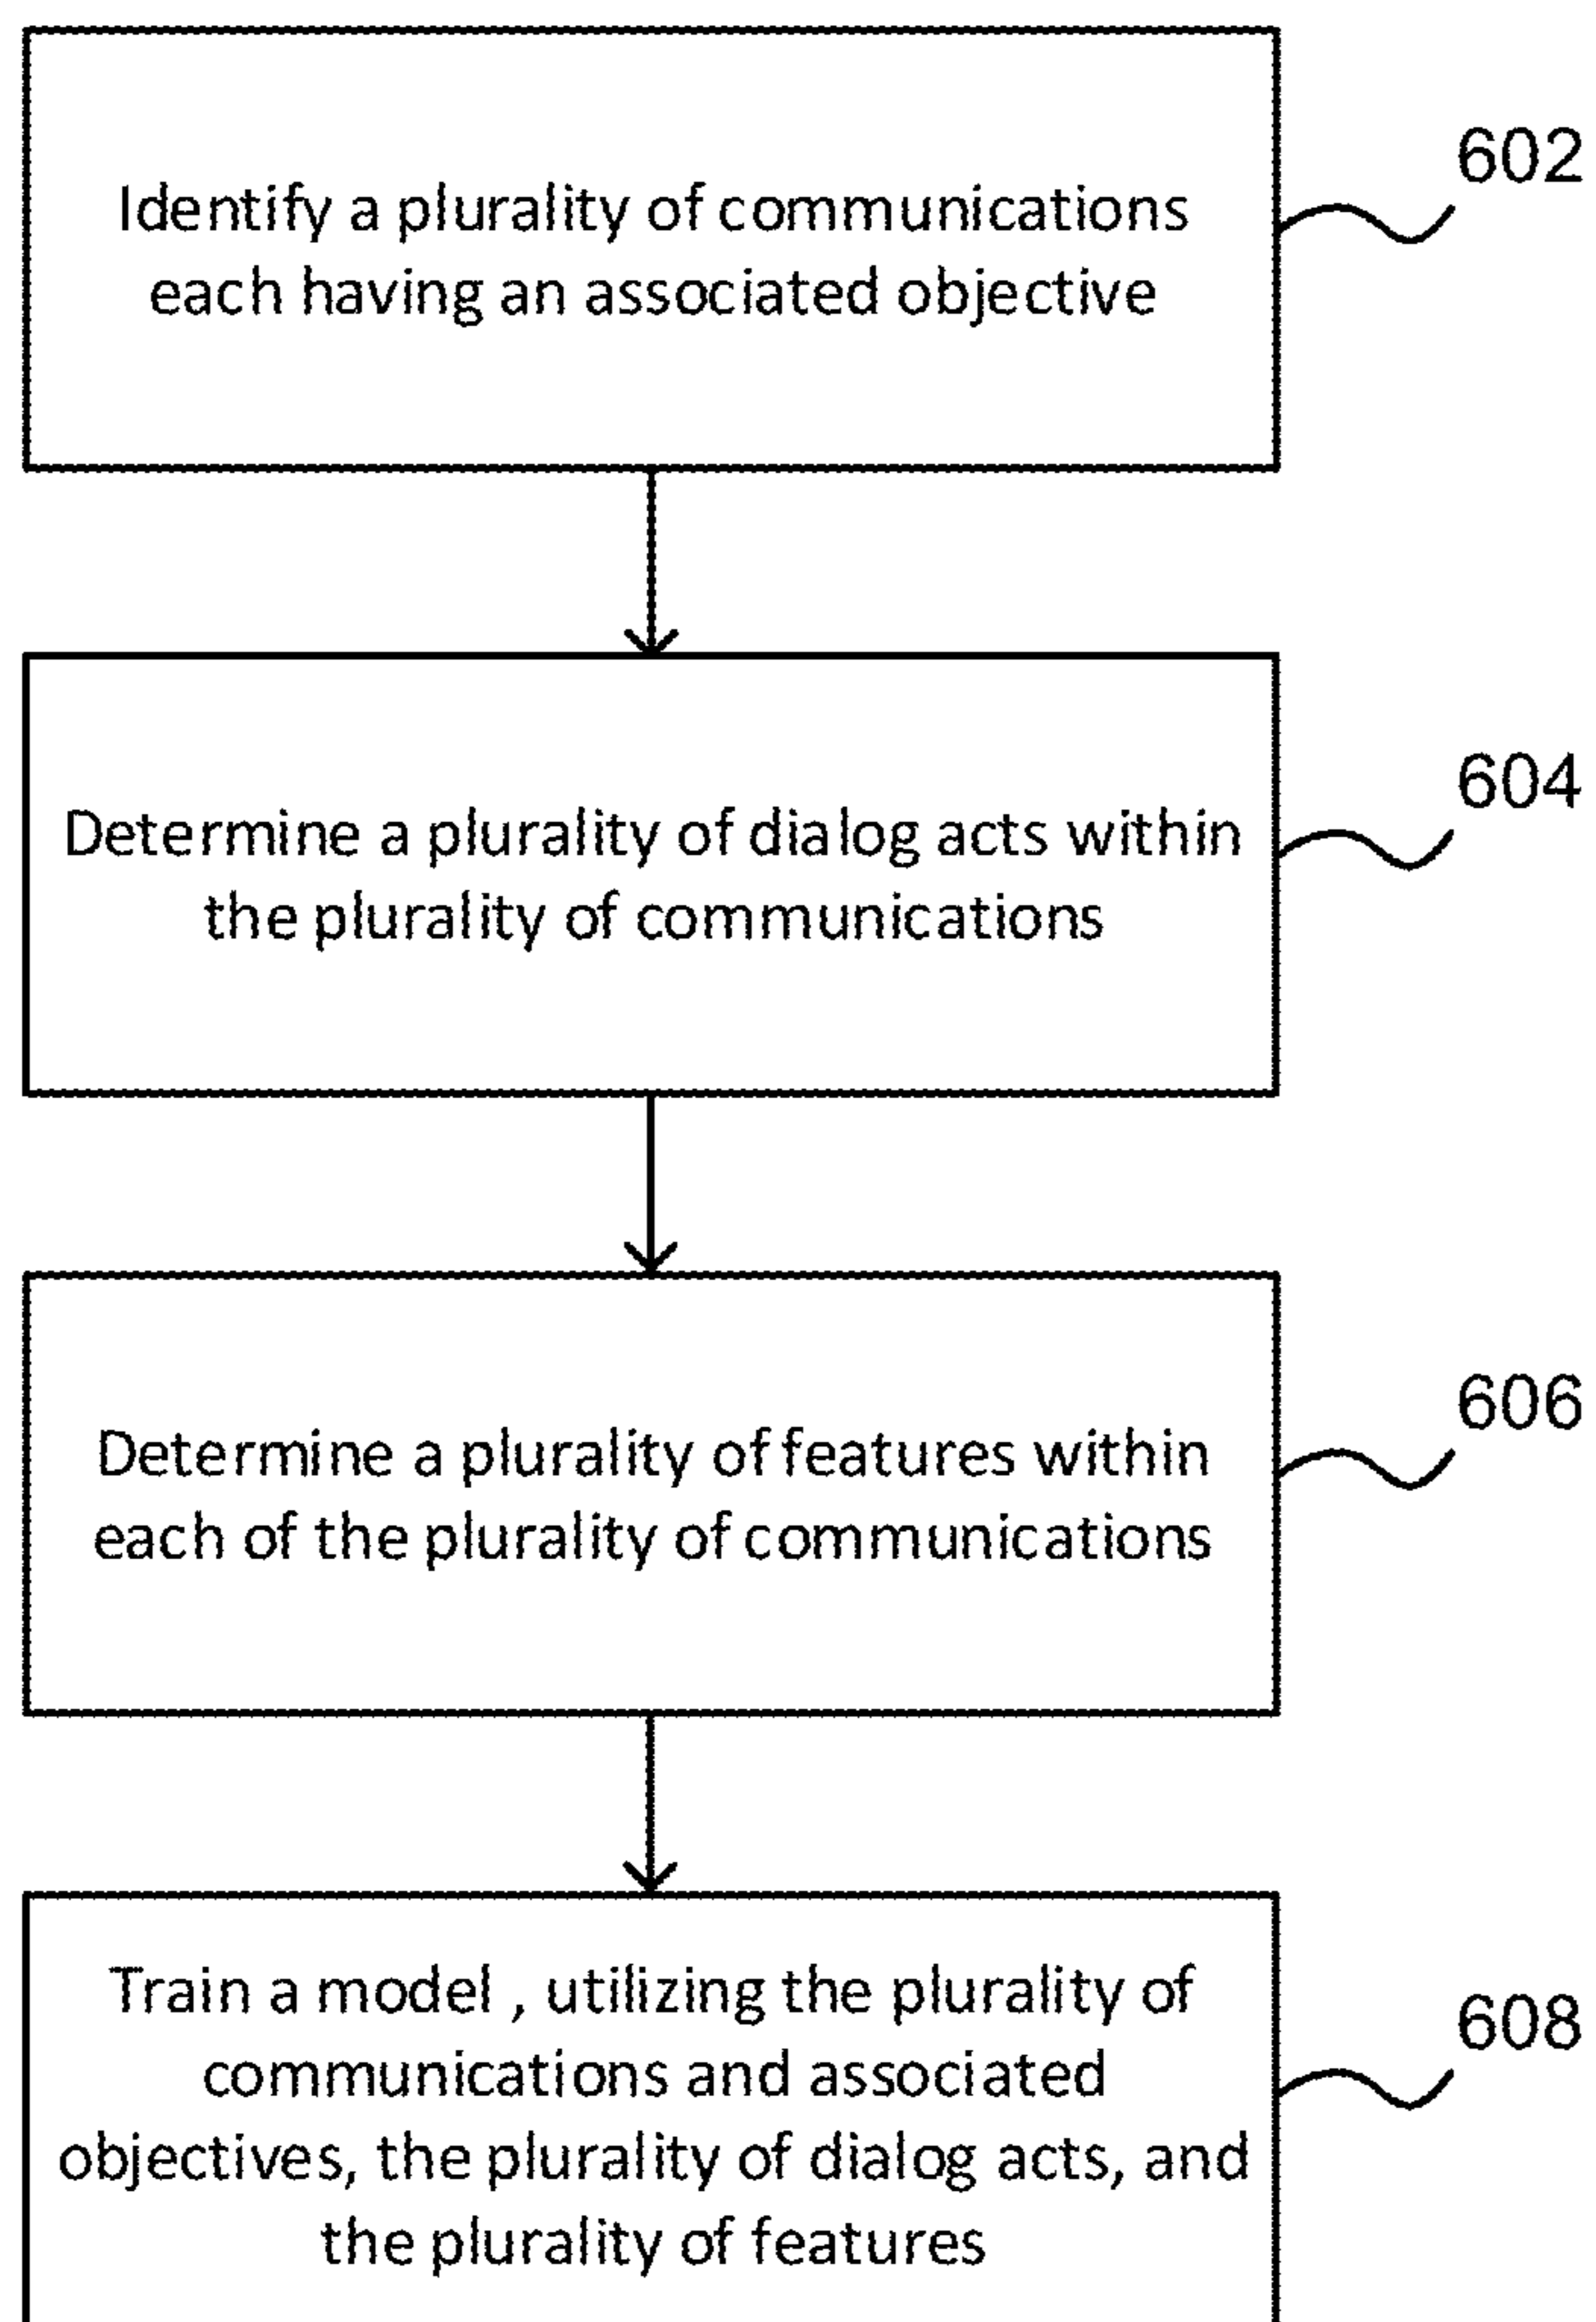 Identify a plurality of communications
each having an associated objective
602
Determine a plurality of dialog acts within
the plurality of communications
604
Determine a plurality of features within
each of the plurality of communications
606
Train a model , utilizing the plurality of
communications and associated
objectives, the plurality of dialog acts, and
the plurality of features
608